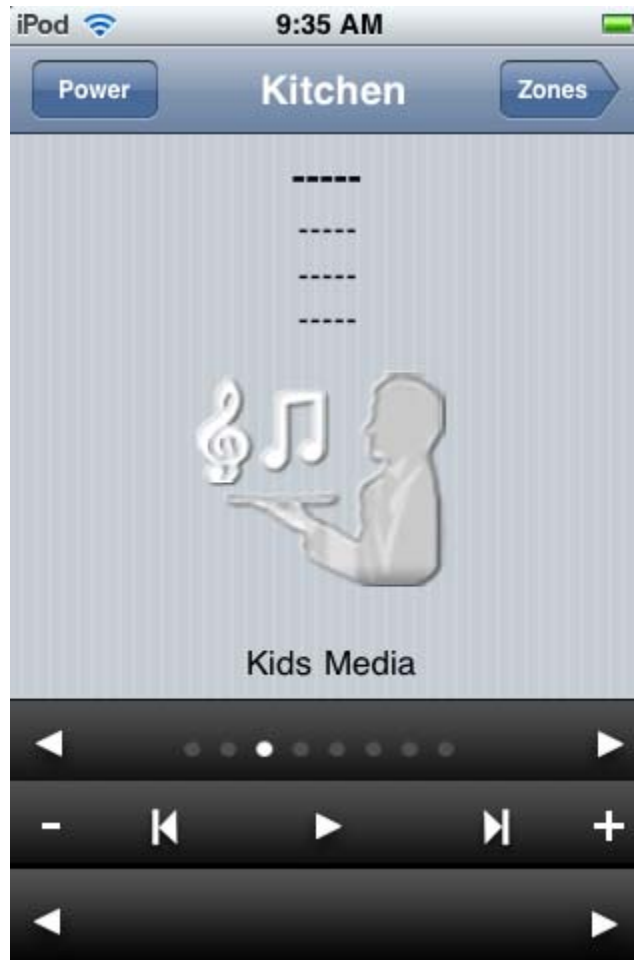 iPod 9:35 AM
Power Kitchen Zones
-----
-----
-----
-----
Kids Media
- +